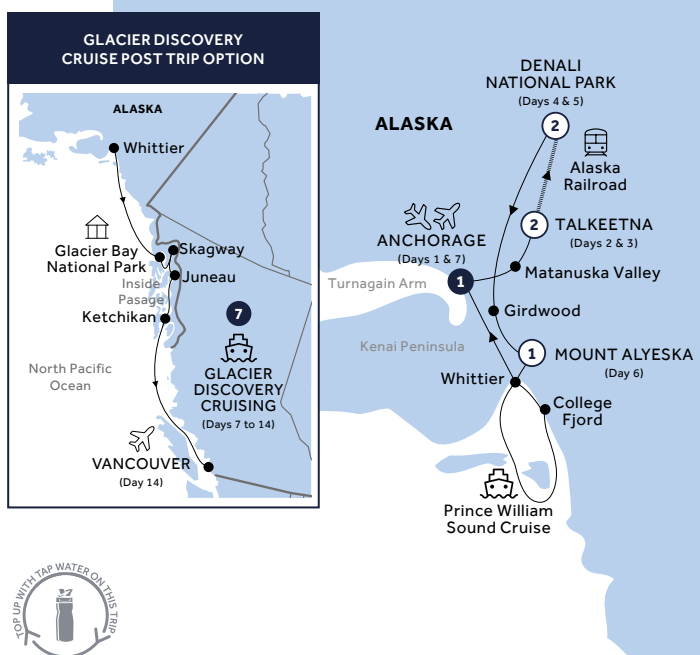 GLACIER DISCOVERY
CRUISE POST TRIP OPTION
ALASKA
Whittier
Glacier Bay
National Park
Skagway
Juneau
Inside
Pasage
Ketchikan
7
GLACIER
DISCOVERY
CRUISING
(Days 7 to 14)
North Pacific
Ocean
VANCOUVER
(Day 14)
DENALI
NATIONAL PARK
(Days 4 & 5)
2
ALASKA
Alaska
Railroad
2
TALKEETNA
(Days 2 & 3)
ANCHORAGE
(Days 1 & 7)
1
Matanuska Valley
Turnagain Arm
Girdwood
Kenai Peninsula
1
MOUNT ALYESKA
(Day 6)
Whittier
College
Fjord
Prince William
Sound Cruise
TOP UP WITH TAP WATER ON THIS TRIP